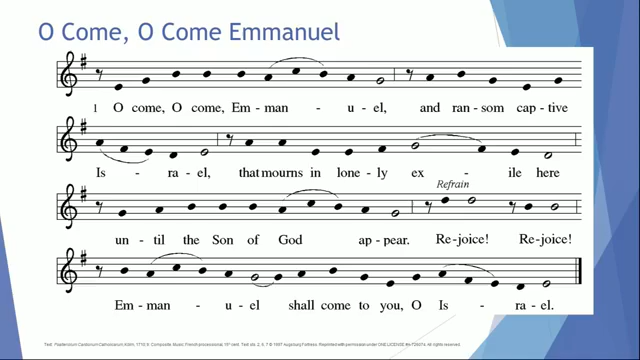 O Come, O Come Emmanuel
1 O come, O come, Em - man - u - el, and ran - som cap - tive
Is - ra - el, that mourns in lone - ly ex - ile here
Refrain
un - til the Son of God ap - pear. Re - joice! Re - joice!
Em - man - u - el shall come to you, O Is - ra - el.